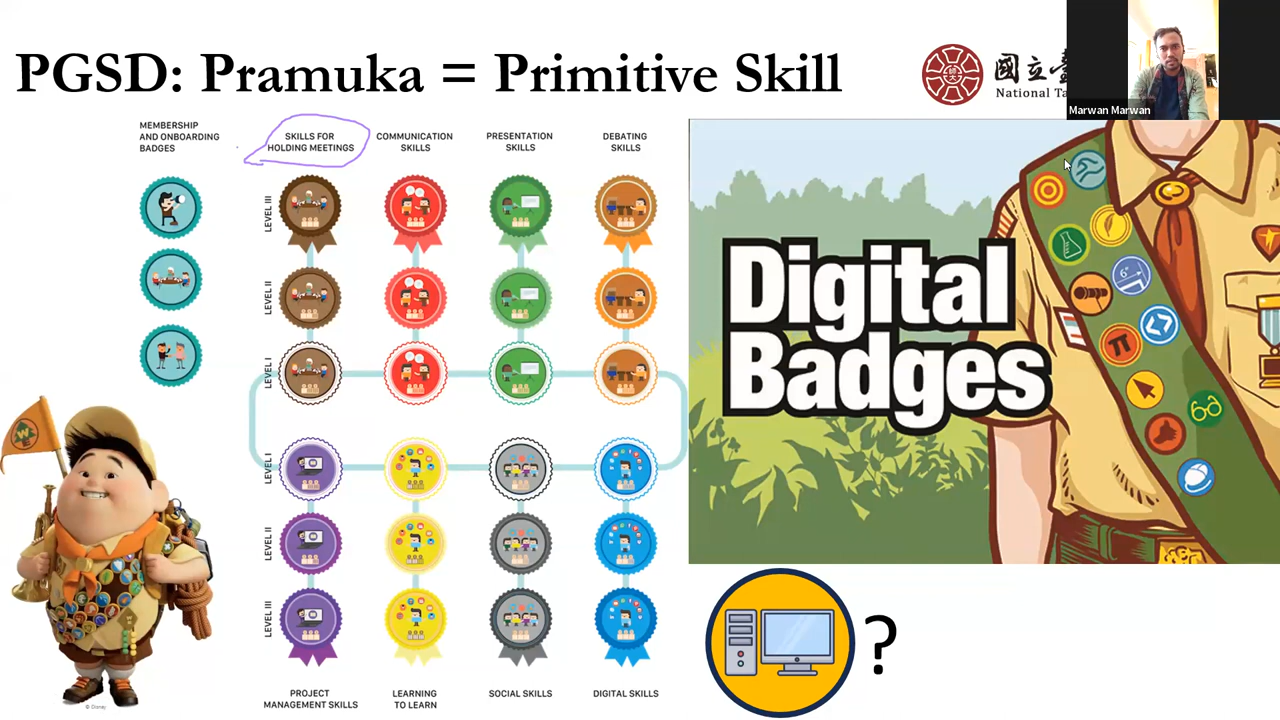 PGSD: Pramuka = Primitive Skill
國立
National Ta
Marwan Marwan
MEMBERSHIP
AND ONBOARDING
BADGES
SKILLS FOR
HOLDING MEETINGS
COMMUNICATION
SKILLS
PRESENTATION
SKILLS
DEBATING
SKILLS
LEVEL III
LEVEL II
LEVEL I
LEVEL I
LEVEL II
LEVEL III
PROJECT
MANAGEMENT SKILLS
LEARNING
TO LEARN
SOCIAL SKILLS
DIGITAL SKILLS
W
© Disney
Digital
Badges
6"
π
?